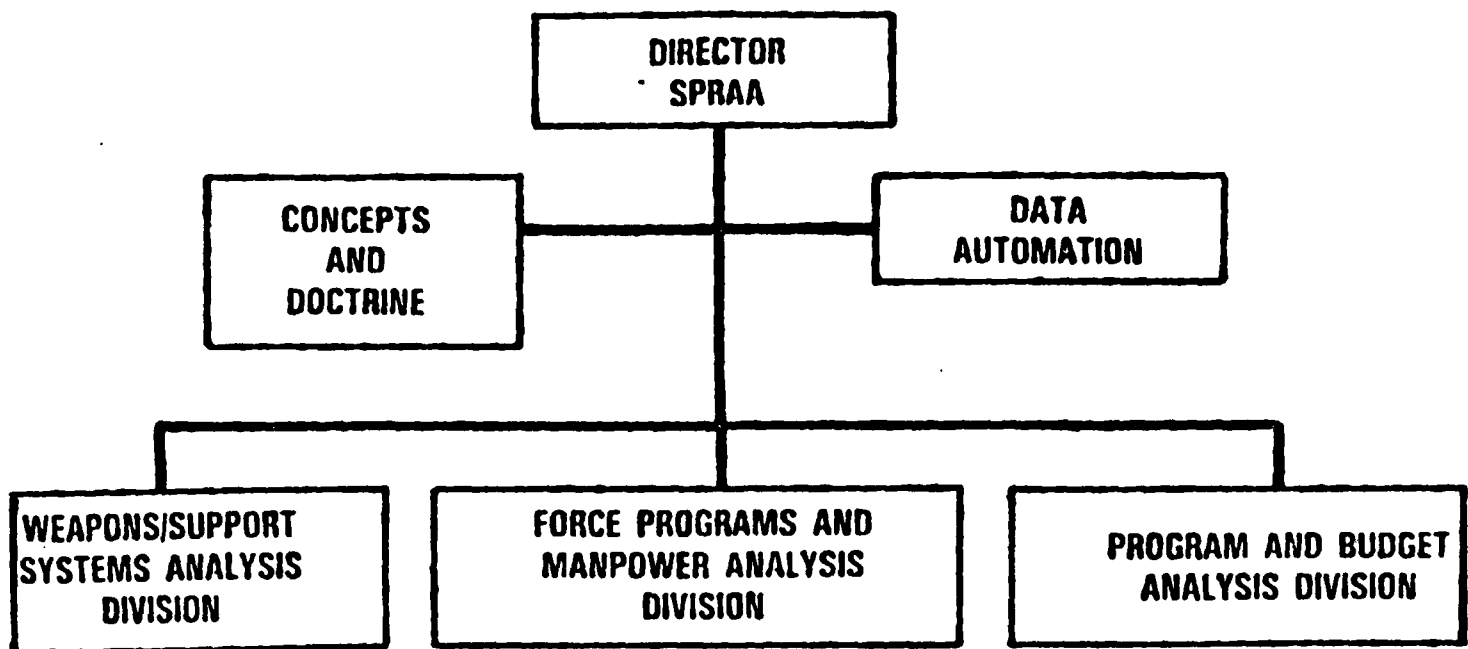 DIRECTOR
SPRAA
CONCEPTS
AND
DOCTRINE
DATA
AUTOMATION
WEAPONS/SUPPORT
SYSTEMS ANALYSIS
DIVISION
FORCE PROGRAMS AND
MANPOWER ANALYSIS
DIVISION
PROGRAM AND BUDGET
ANALYSIS DIVISION